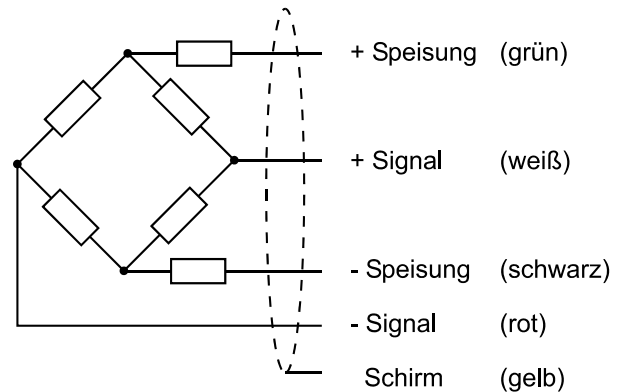 + Speisung (grün)
+ Signal (weiß)
- Speisung (schwarz)
- Signal (rot)
Schirm (gelb)